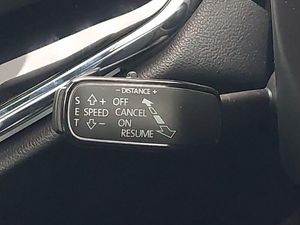 − DISTANCE +
S ⇧ + OFF
E SPEED CANCEL
T ⇩ − ON
RESUME